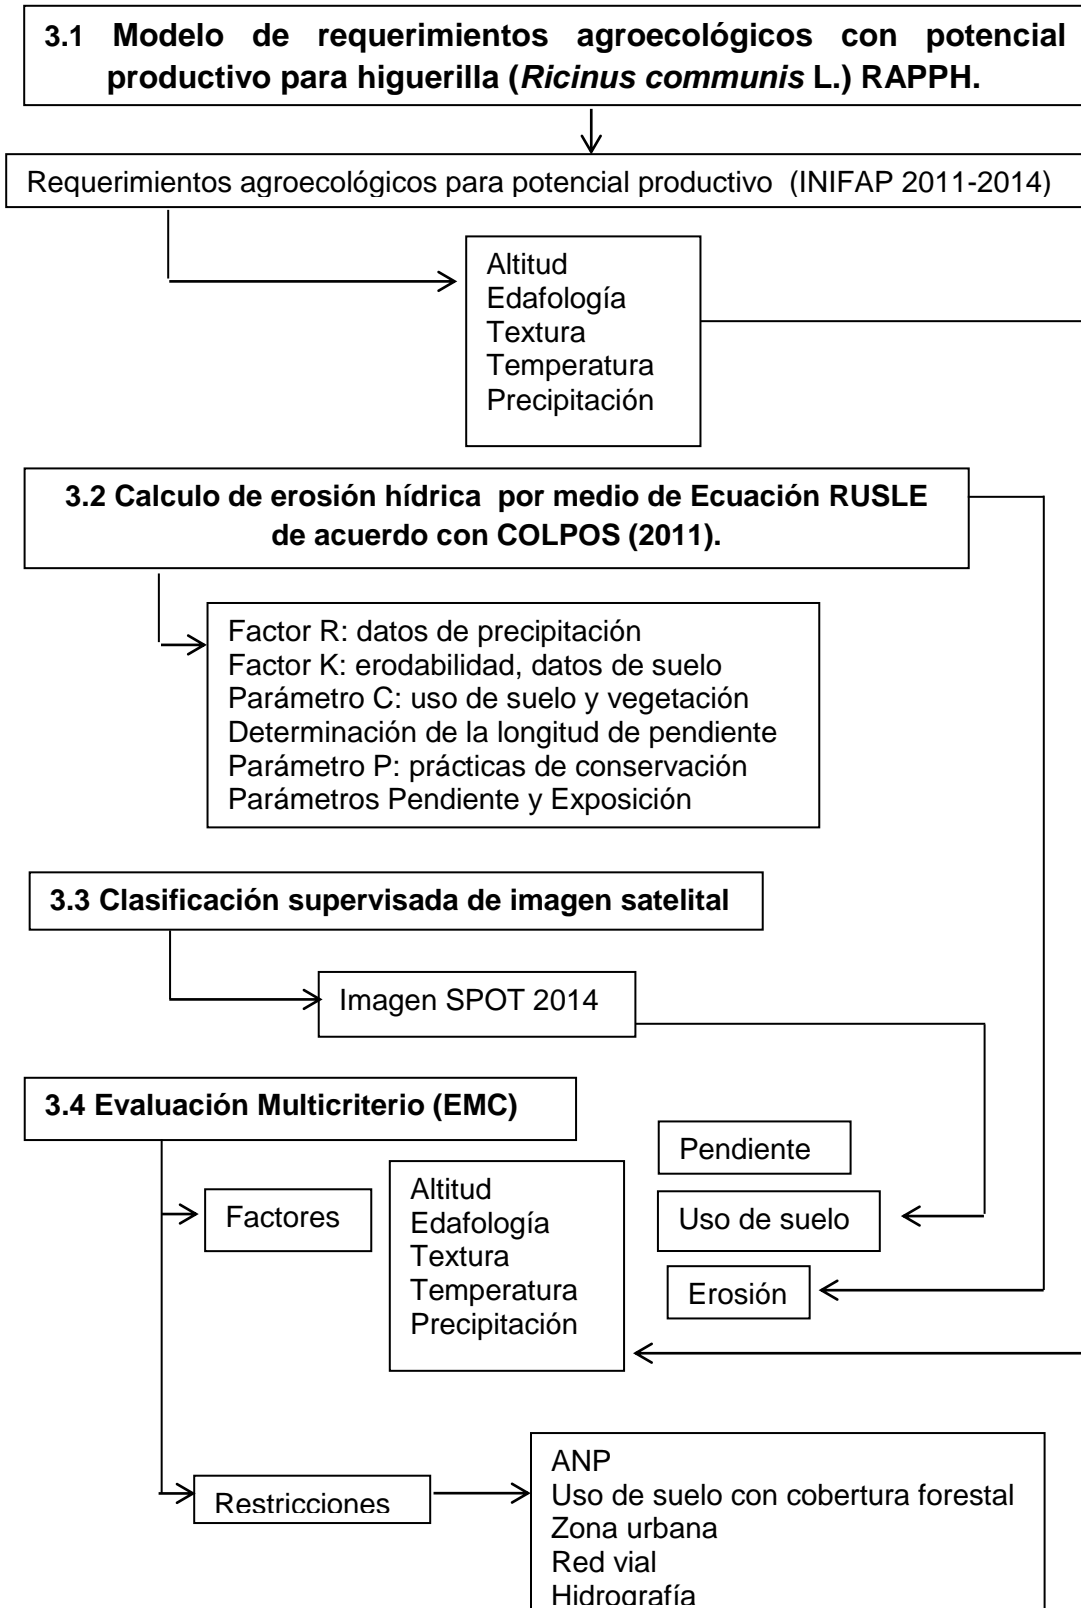 3.1 Modelo de requerimientos agroecológicos con potencial
productivo para higuerilla (Ricinus communis L.) RAPPH.
Requerimientos agroecológicos para potencial productivo (INIFAP 2011-2014)
Altitud
Edafología
Textura
Temperatura
Precipitación
3.2 Calculo de erosión hídrica por medio de Ecuación RUSLE
de acuerdo con COLPOS (2011).
Factor R: datos de precipitación
Factor K: erodabilidad, datos de suelo
Parámetro C: uso de suelo y vegetación
Determinación de la longitud de pendiente
Parámetro P: prácticas de conservación
Parámetros Pendiente y Exposición
3.3 Clasificación supervisada de imagen satelital
Imagen SPOT 2014
3.4 Evaluación Multicriterio (EMC)
Factores
Altitud
Edafología
Textura
Temperatura
Precipitación
Pendiente
Uso de suelo
Erosión
Restricciones
ANP
Uso de suelo con cobertura forestal
Zona urbana
Red vial
Hidrografía